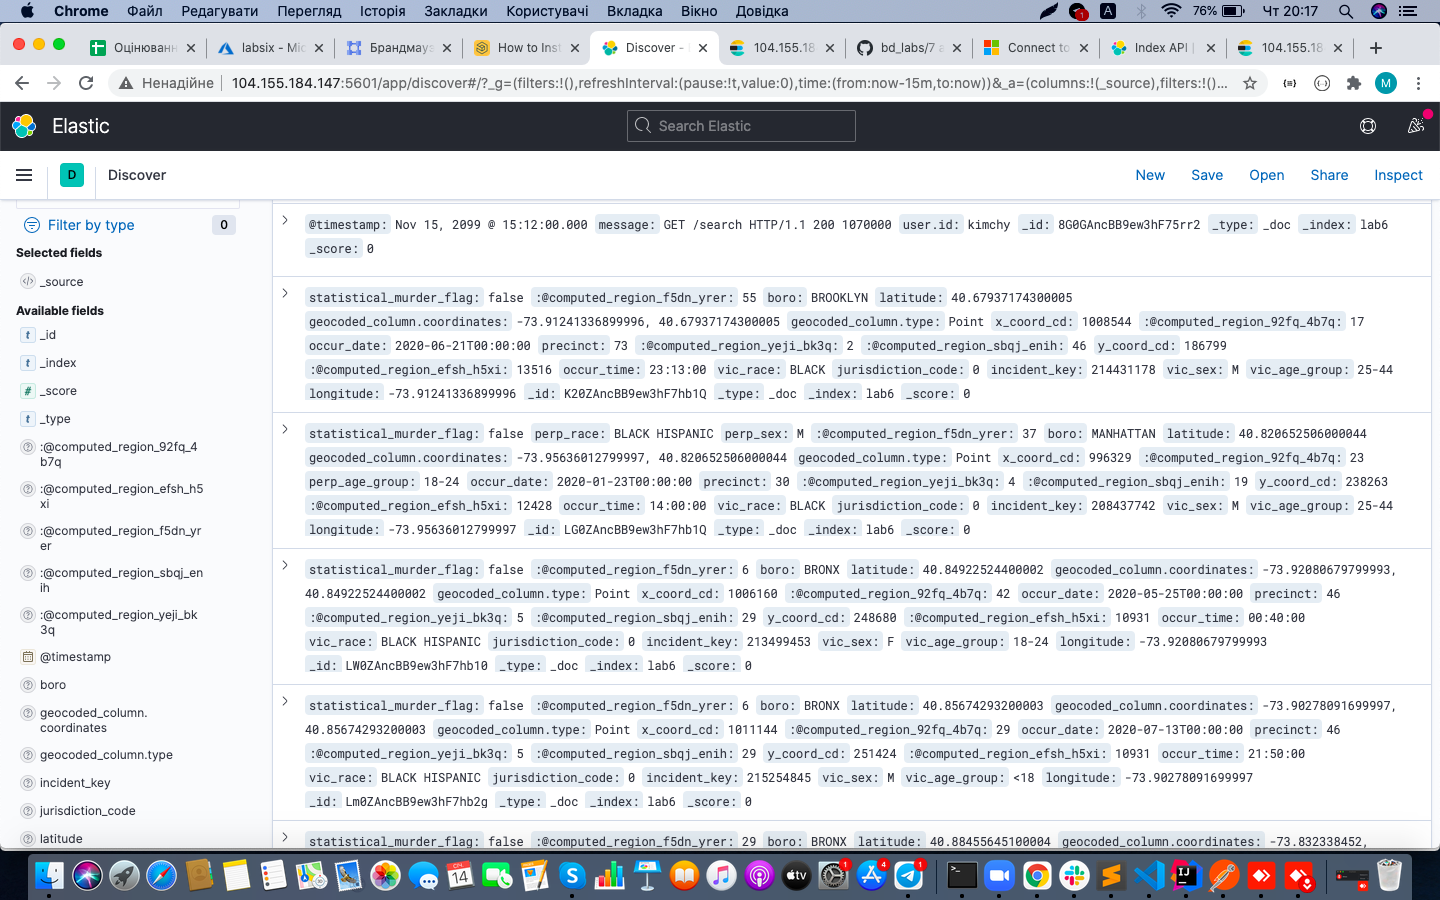 Chrome Файл Редагувати Перегляд Історія Закладки Користувачі Вкладка Вікно Довідка A 76% Чт 20:17
Оцінюванн labsix - Mic Брандмауз How to Inst Discover - 104.155.18 bd_labs/7 a Connect to Index API | 104.155.18
Ненадійне 104.155.184.147:5601/app/discover#/?_g=(filters:!(),refreshInterval:(pause:!t,value:0),time:(from:now-15m,to:now))&_a=(columns:!(_source),filters:!()... M
Elastic Search Elastic
D Discover New Save Open Share Inspect
Filter by type 0
Selected fields
_source
Available fields
_id
_index
_score
_type
:@computed_region_92fq_4
b7q
:@computed_region_efsh_h5
xi
:@computed_region_f5dn_yr
er
:@computed_region_sbqj_en
ih
:@computed_region_yeji_bk
3q
@timestamp
boro
geocoded_column.
coordinates
geocoded_column.type
incident_key
jurisdiction_code
latitude
@timestamp: Nov 15, 2099 @ 15:12:00.000 message: GET /search HTTP/1.1 200 1070000 user.id: kimchy _id: 8G0GAncBB9ew3hF75rr2 _type: _doc _index: lab6
_score: 0
statistical_murder_flag: false :@computed_region_f5dn_yrer: 55 boro: BROOKLYN latitude: 40.67937174300005
geocoded_column.coordinates: -73.91241336899996, 40.67937174300005 geocoded_column.type: Point x_coord_cd: 1008544 :@computed_region_92fq_4b7q: 17
occur_date: 2020-06-21T00:00:00 precinct: 73 :@computed_region_yeji_bk3q: 2 :@computed_region_sbqj_enih: 46 y_coord_cd: 186799
:@computed_region_efsh_h5xi: 13516 occur_time: 23:13:00 vic_race: BLACK jurisdiction_code: 0 incident_key: 214431178 vic_sex: M vic_age_group: 25-44
longitude: -73.91241336899996 _id: K20ZAncBB9ew3hF7hb1Q _type: _doc _index: lab6 _score: 0
statistical_murder_flag: false perp_race: BLACK HISPANIC perp_sex: M :@computed_region_f5dn_yrer: 37 boro: MANHATTAN latitude: 40.820652506000044
geocoded_column.coordinates: -73.95636012799997, 40.820652506000044 geocoded_column.type: Point x_coord_cd: 996329 :@computed_region_92fq_4b7q: 23
perp_age_group: 18-24 occur_date: 2020-01-23T00:00:00 precinct: 30 :@computed_region_yeji_bk3q: 4 :@computed_region_sbqj_enih: 19 y_coord_cd: 238263
:@computed_region_efsh_h5xi: 12428 occur_time: 14:00:00 vic_race: BLACK jurisdiction_code: 0 incident_key: 208437742 vic_sex: M vic_age_group: 25-44
longitude: -73.95636012799997 _id: LG0ZAncBB9ew3hF7hb1Q _type: _doc _index: lab6 _score: 0
statistical_murder_flag: false :@computed_region_f5dn_yrer: 6 boro: BRONX latitude: 40.84922524400002 geocoded_column.coordinates: -73.92080679799993,
40.84922524400002 geocoded_column.type: Point x_coord_cd: 1006160 :@computed_region_92fq_4b7q: 42 occur_date: 2020-05-25T00:00:00 precinct: 46
:@computed_region_yeji_bk3q: 5 :@computed_region_sbqj_enih: 29 y_coord_cd: 248680 :@computed_region_efsh_h5xi: 10931 occur_time: 00:40:00
vic_race: BLACK HISPANIC jurisdiction_code: 0 incident_key: 213499453 vic_sex: F vic_age_group: 18-24 longitude: -73.92080679799993
_id: LW0ZAncBB9ew3hF7hb10 _type: _doc _index: lab6 _score: 0
statistical_murder_flag: false :@computed_region_f5dn_yrer: 6 boro: BRONX latitude: 40.85674293200003 geocoded_column.coordinates: -73.90278091699997,
40.85674293200003 geocoded_column.type: Point x_coord_cd: 1011144 :@computed_region_92fq_4b7q: 29 occur_date: 2020-07-13T00:00:00 precinct: 46
:@computed_region_yeji_bk3q: 5 :@computed_region_sbqj_enih: 29 y_coord_cd: 251424 :@computed_region_efsh_h5xi: 10931 occur_time: 21:50:00
vic_race: BLACK HISPANIC jurisdiction_code: 0 incident_key: 215254845 vic_sex: M vic_age_group: <18 longitude: -73.90278091699997
_id: Lm0ZAncBB9ew3hF7hb2g _type: _doc _index: lab6 _score: 0
statistical_murder_flag: false :@computed_region_f5dn_yrer: 29 boro: BRONX latitude: 40.88455645100004 geocoded_column.coordinates: -73.832338452,
14 tv 1 4 1 IJ